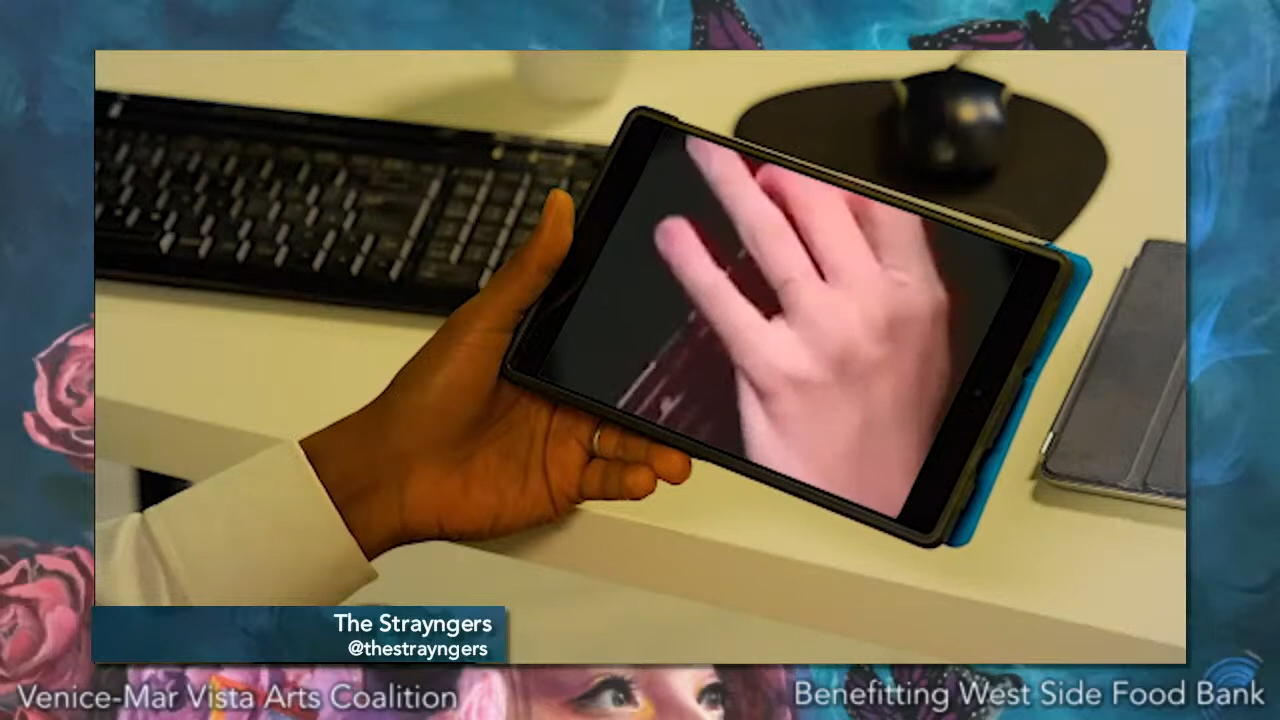 The Strayngers
@thestrayngers
Venice-Mar Vista Arts Coalition
Benefitting West Side Food Bank